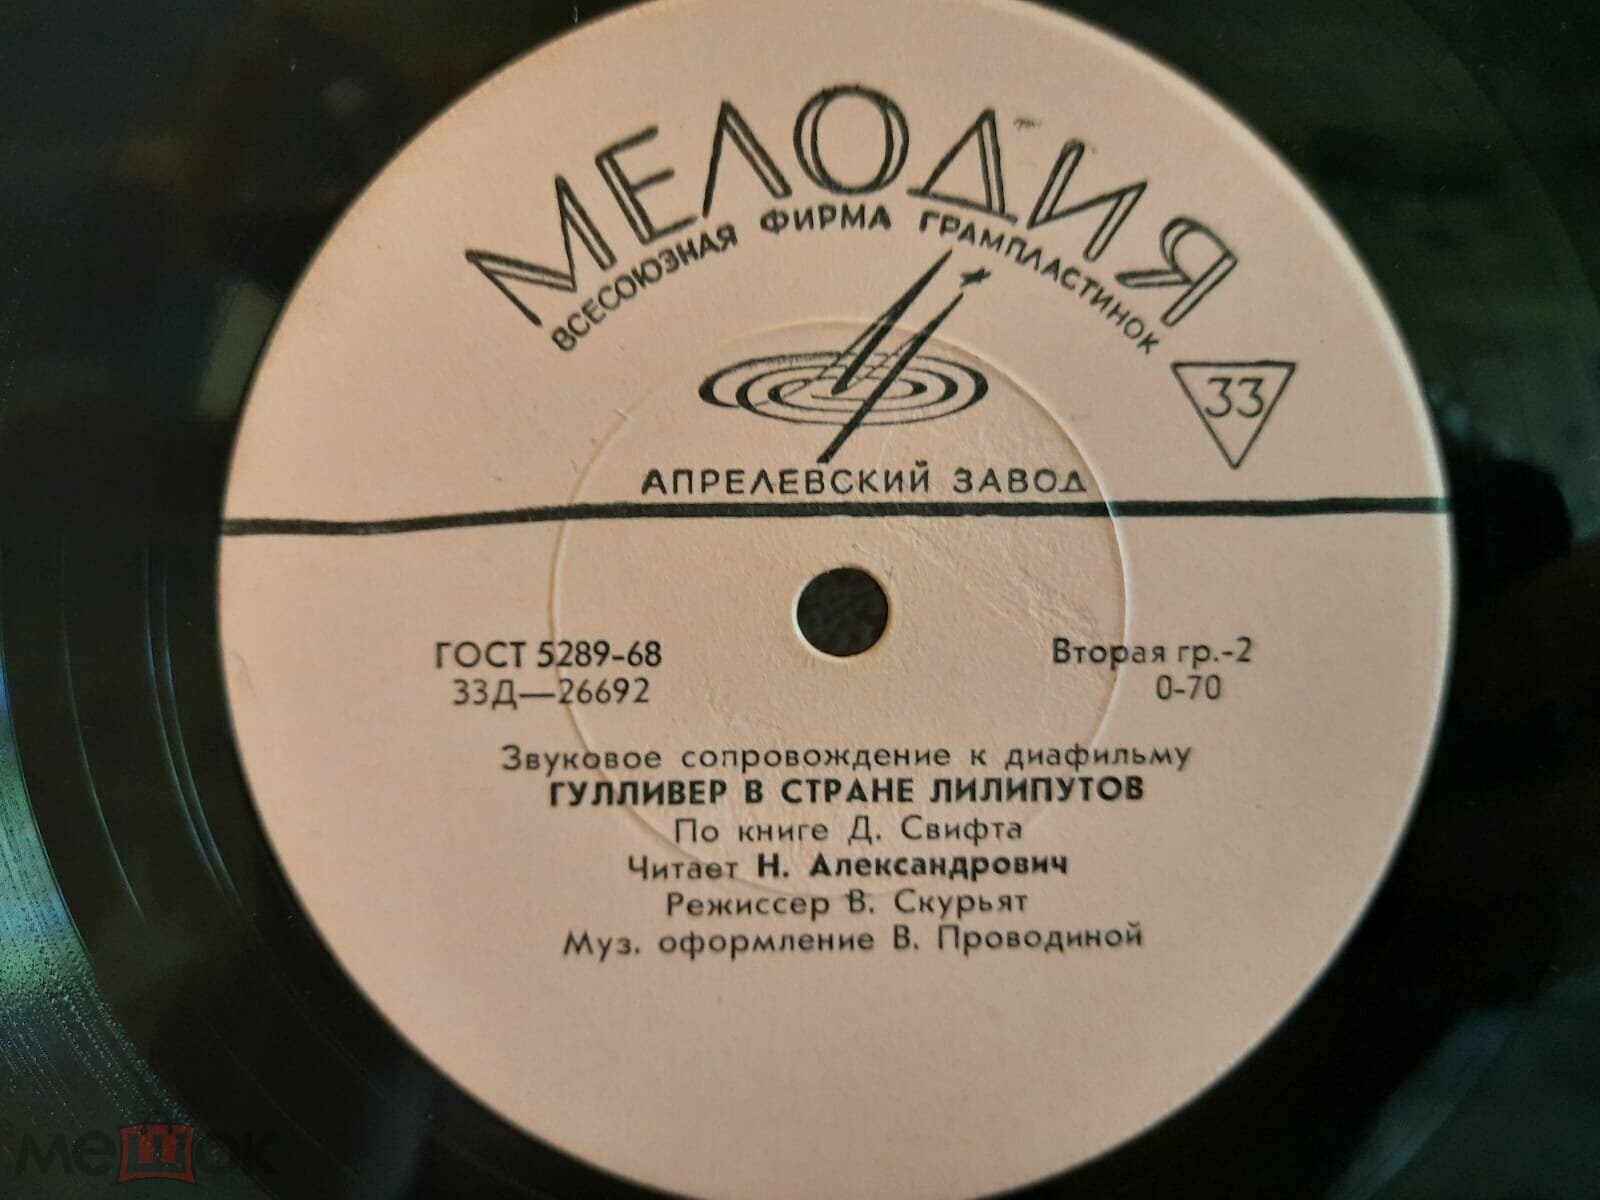 МЕЛОДИЯ
ВСЕСОЮЗНАЯ ФИРМА ГРАМПЛАСТИНОК
33
АПРЕЛЕВСКИЙ ЗАВОД
ГОСТ 5289-68
33Д—26692
Вторая гр.-2
0-70
Звуковое сопровождение к диафильму
ГУЛЛИВЕР В СТРАНЕ ЛИЛИПУТОВ
По книге Д. Свифта
Читает Н. Александрович
Режиссер В. Скурьят
Муз. оформление В. Проводиной
мешок